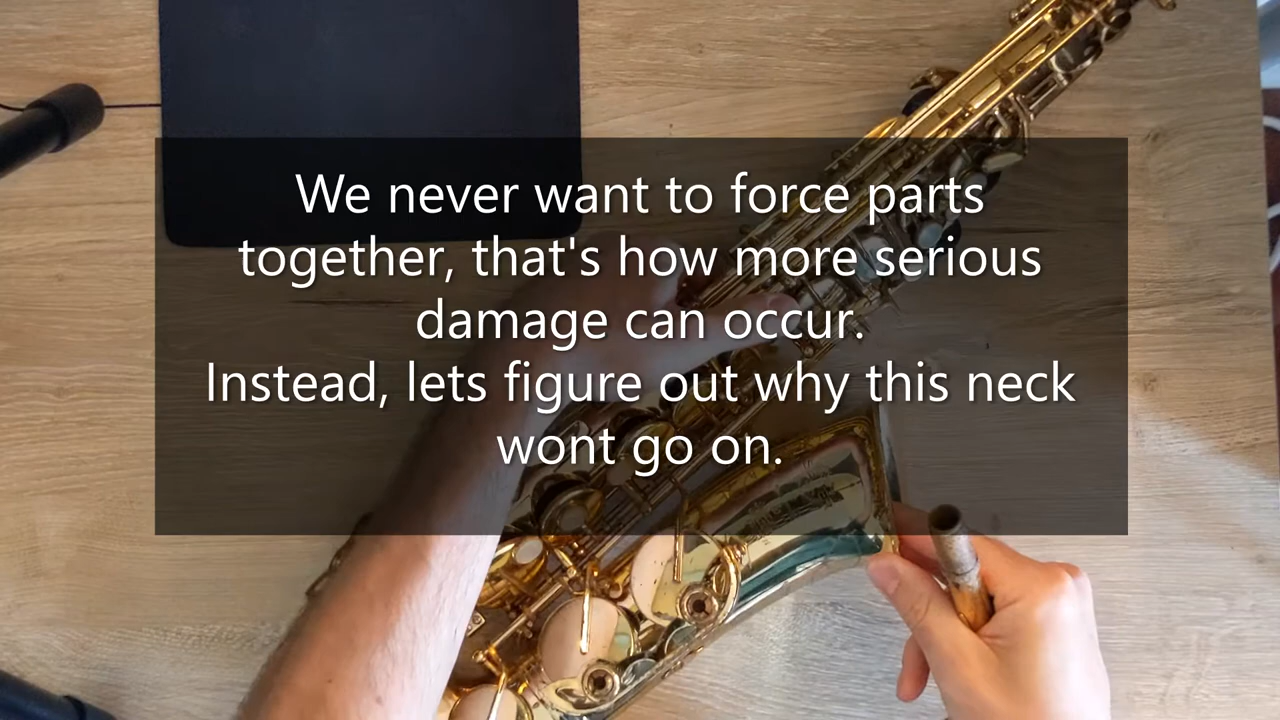 We never want to force parts
together, that's how more serious
damage can occur.
Instead, lets figure out why this neck
wont go on.